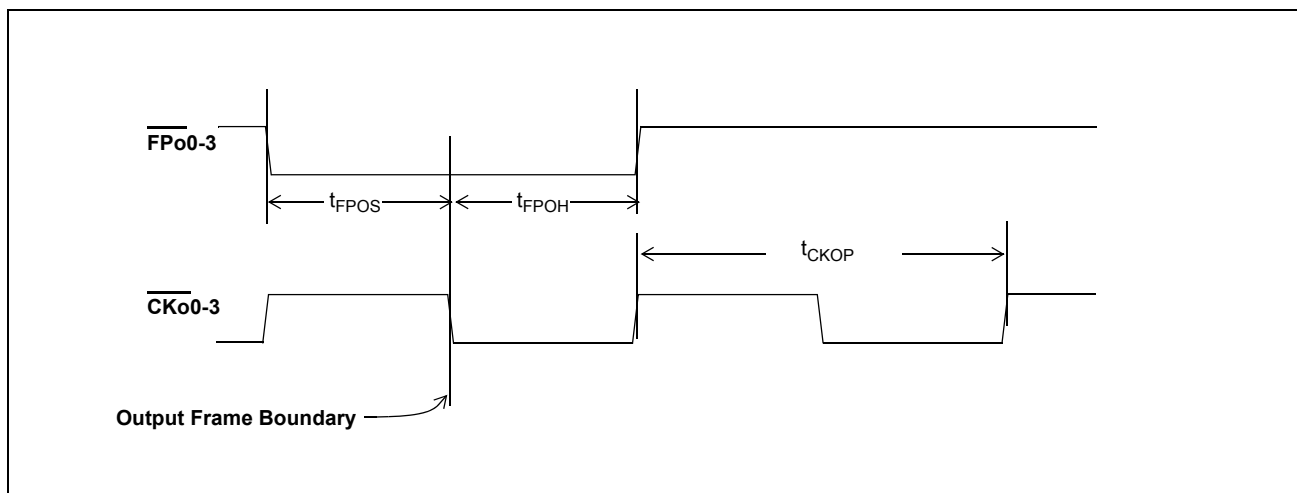 FPo0-3
tFPOS
tFPOH
tCKOP
CKo0-3
Output Frame Boundary